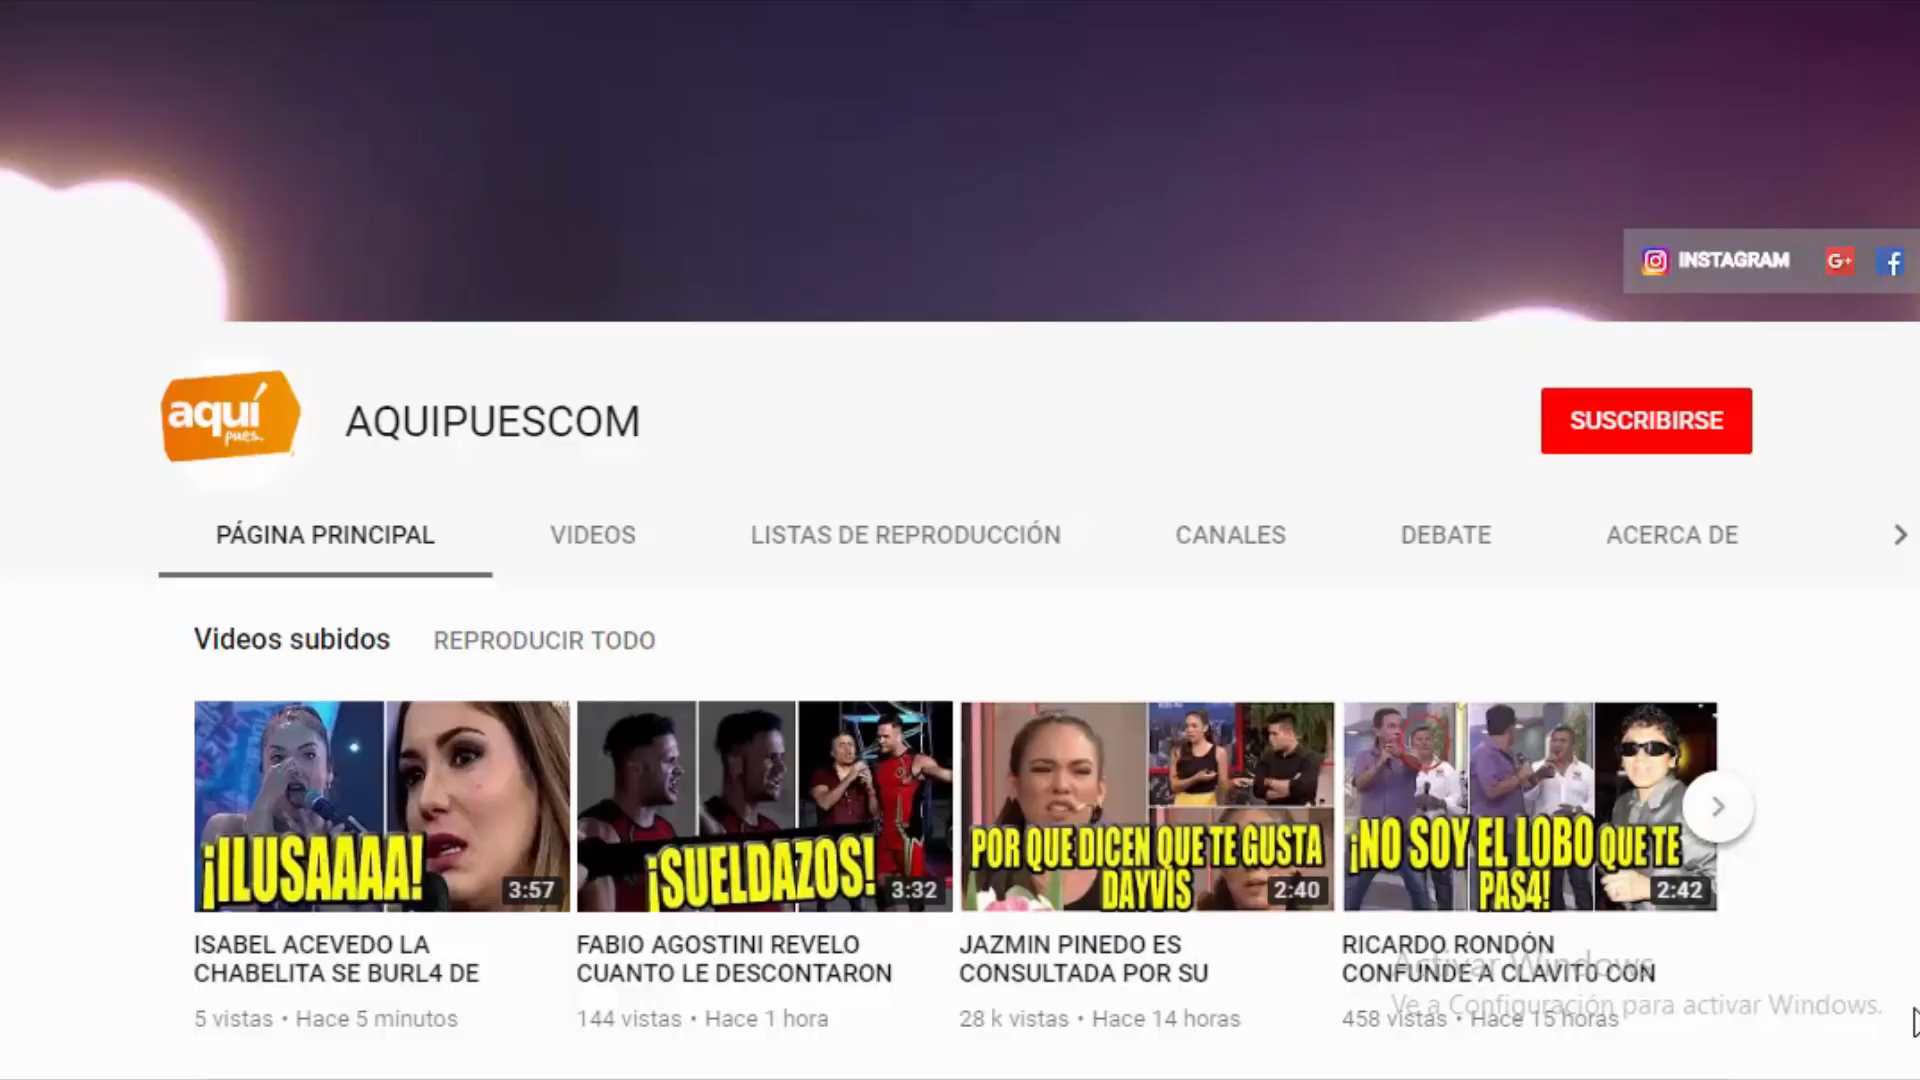 INSTAGRAM
G+
f
aquí
pues.
AQUIPUESCOM
SUSCRIBIRSE
PÁGINA PRINCIPAL
VIDEOS
LISTAS DE REPRODUCCIÓN
CANALES
DEBATE
ACERCA DE
Videos subidos
REPRODUCIR TODO
¡ILUSAAAA!
3:57
¡SUELDAZOS!
3:32
POR QUE DICEN QUE TE GUSTA
DAYVIS
2:40
¡NO SOY EL LOBO QUE TE
PAS4!
2:42
ISABEL ACEVEDO LA
CHABELITA SE BURL4 DE
5 vistas • Hace 5 minutos
FABIO AGOSTINI REVELO
CUANTO LE DESCONTARON
144 vistas • Hace 1 hora
JAZMIN PINEDO ES
CONSULTADA POR SU
28 k vistas • Hace 14 horas
RICARDO RONDÓN
CONFUNDE A CLAVIT0 CON
458 vistas • Hace 15 horas
Activar Windows
Ve a Configuración para activar Windows.